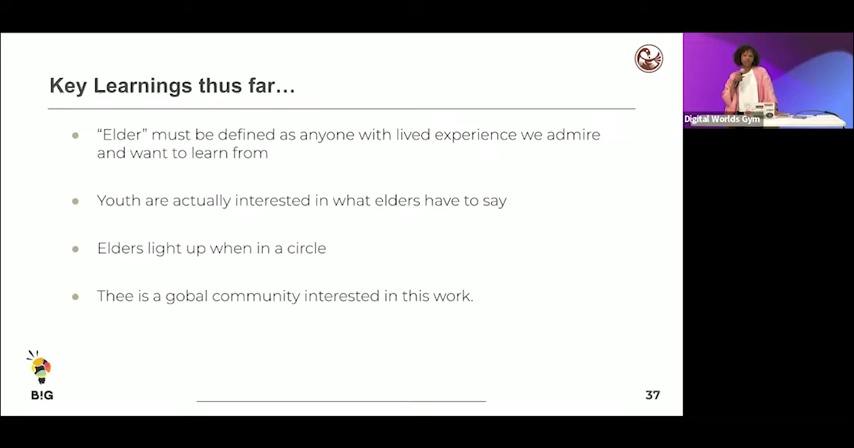 Key Learnings thus far…
“Elder” must be defined as anyone with lived experience we admire
and want to learn from
Youth are actually interested in what elders have to say
Elders light up when in a circle
Thee is a gobal community interested in this work.
B!G
37
Digital Worlds Gym